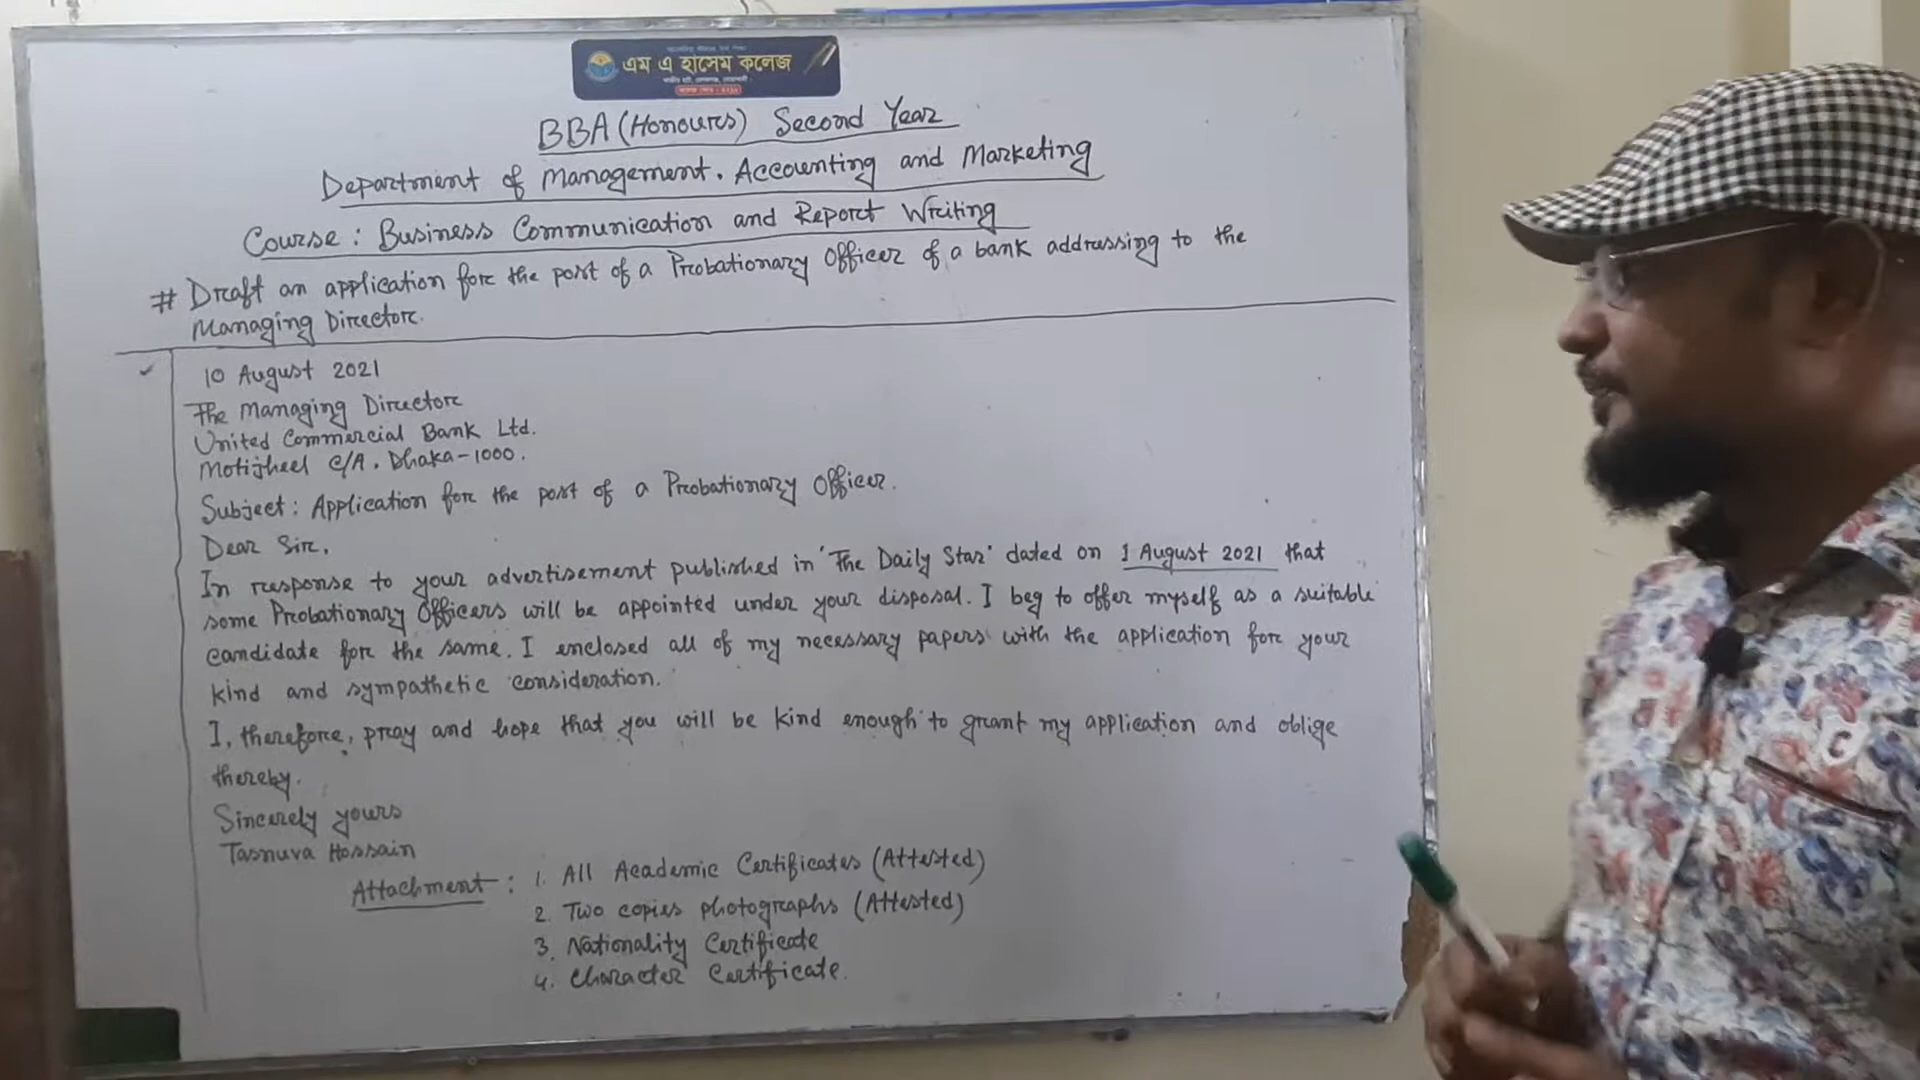 এম এ হাসেম কলেজ
BBA (Honours) Second Year
Department of Management. Accounting and Marketing
Course: Business Communication and Report Writing
# Draft an application for the post of a Probationary Officer of a bank addressing to the
Managing Director.
10 August 2021
The Managing Director
United Commercial Bank Ltd.
Motijheel C/A. Dhaka-1000.
Subject: Application for the post of a Probationary Officer.
Dear Sir,
In response to your advertisement published in 'The Daily Star' dated on 1 August 2021 that
some Probationary Officers will be appointed under your disposal. I beg to offer myself as a suitable
candidate for the same. I enclosed all of my necessary papers with the application for your
kind and sympathetic consideration.
I, therefore, pray and hope that you will be kind enough to grant my application and oblige
thereby.
Sincerely yours
Tasnuva Hossain
Attachment: 1. All Academic Certificates (Attested)
2. Two copies photographs (Attested)
3. Nationality Certificate
4. Character Certificate.